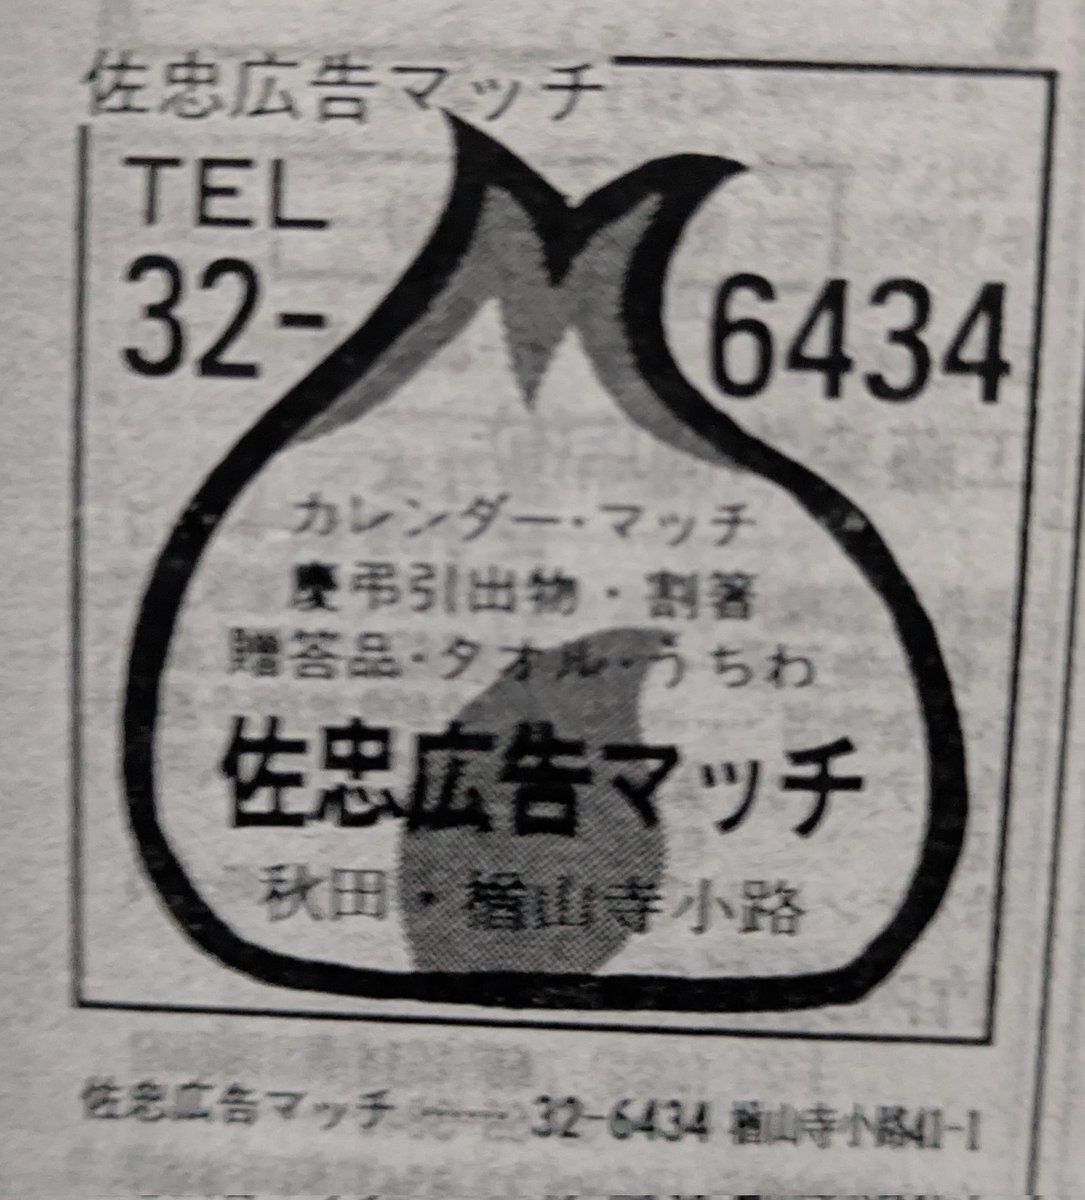 佐忠広告マッチ
TEL
32-6434
カレンダー・マッチ
慶弔引出物・割箸
贈答品・タオル・うちわ
佐忠広告マッチ
秋田・楢山寺小路
佐忠広告マッチ 32-6434 楢山寺小路41-1